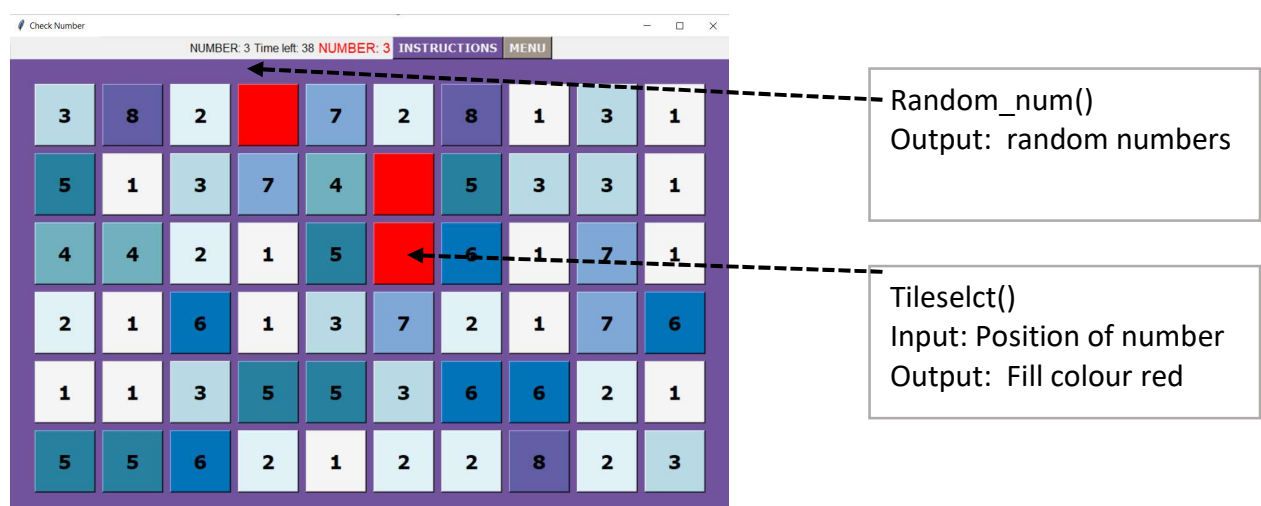 Check Number
NUMBER: 3 Time left: 38 NUMBER: 3 INSTRUCTIONS MENU
3 8 2 7 2 8 1 3 1
5 1 3 7 4 5 3 3 1
4 4 2 1 5 6 1 7 1
2 1 6 1 3 7 2 1 7 6
1 1 3 5 5 3 6 6 2 1
5 5 6 2 1 2 2 8 2 3
Random_num()
Output: random numbers
Tileselct()
Input: Position of number
Output: Fill colour red